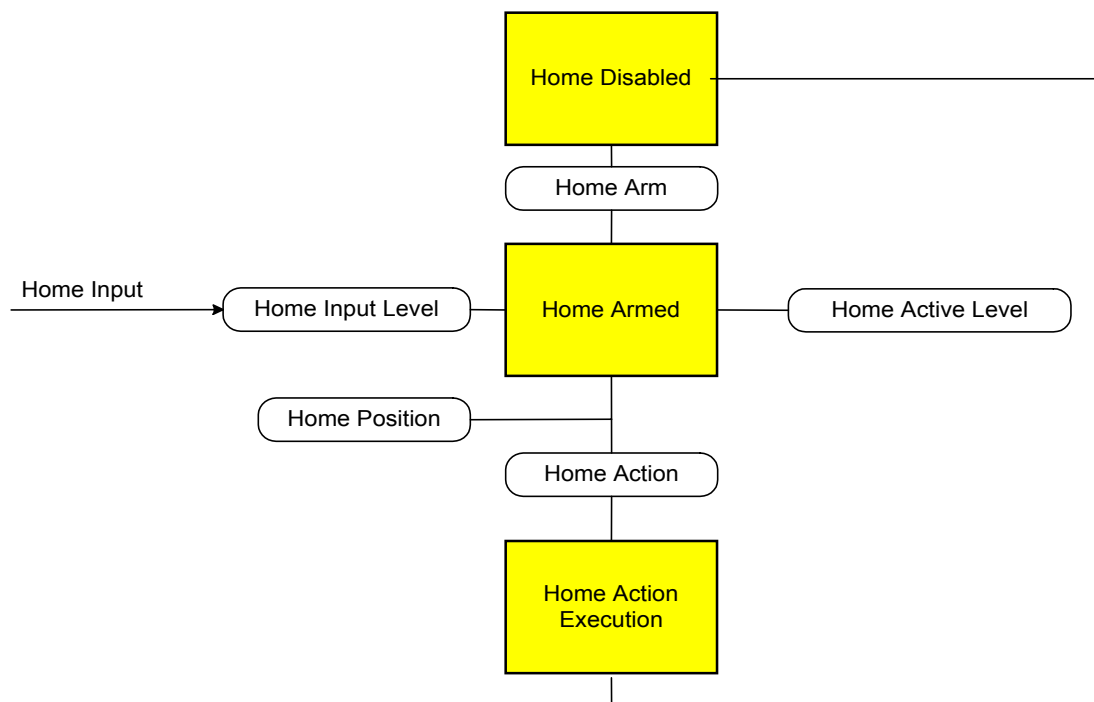 Home Disabled
Home Arm
Home Input
Home Input Level
Home Armed
Home Active Level
Home Position
Home Action
Home Action
Execution